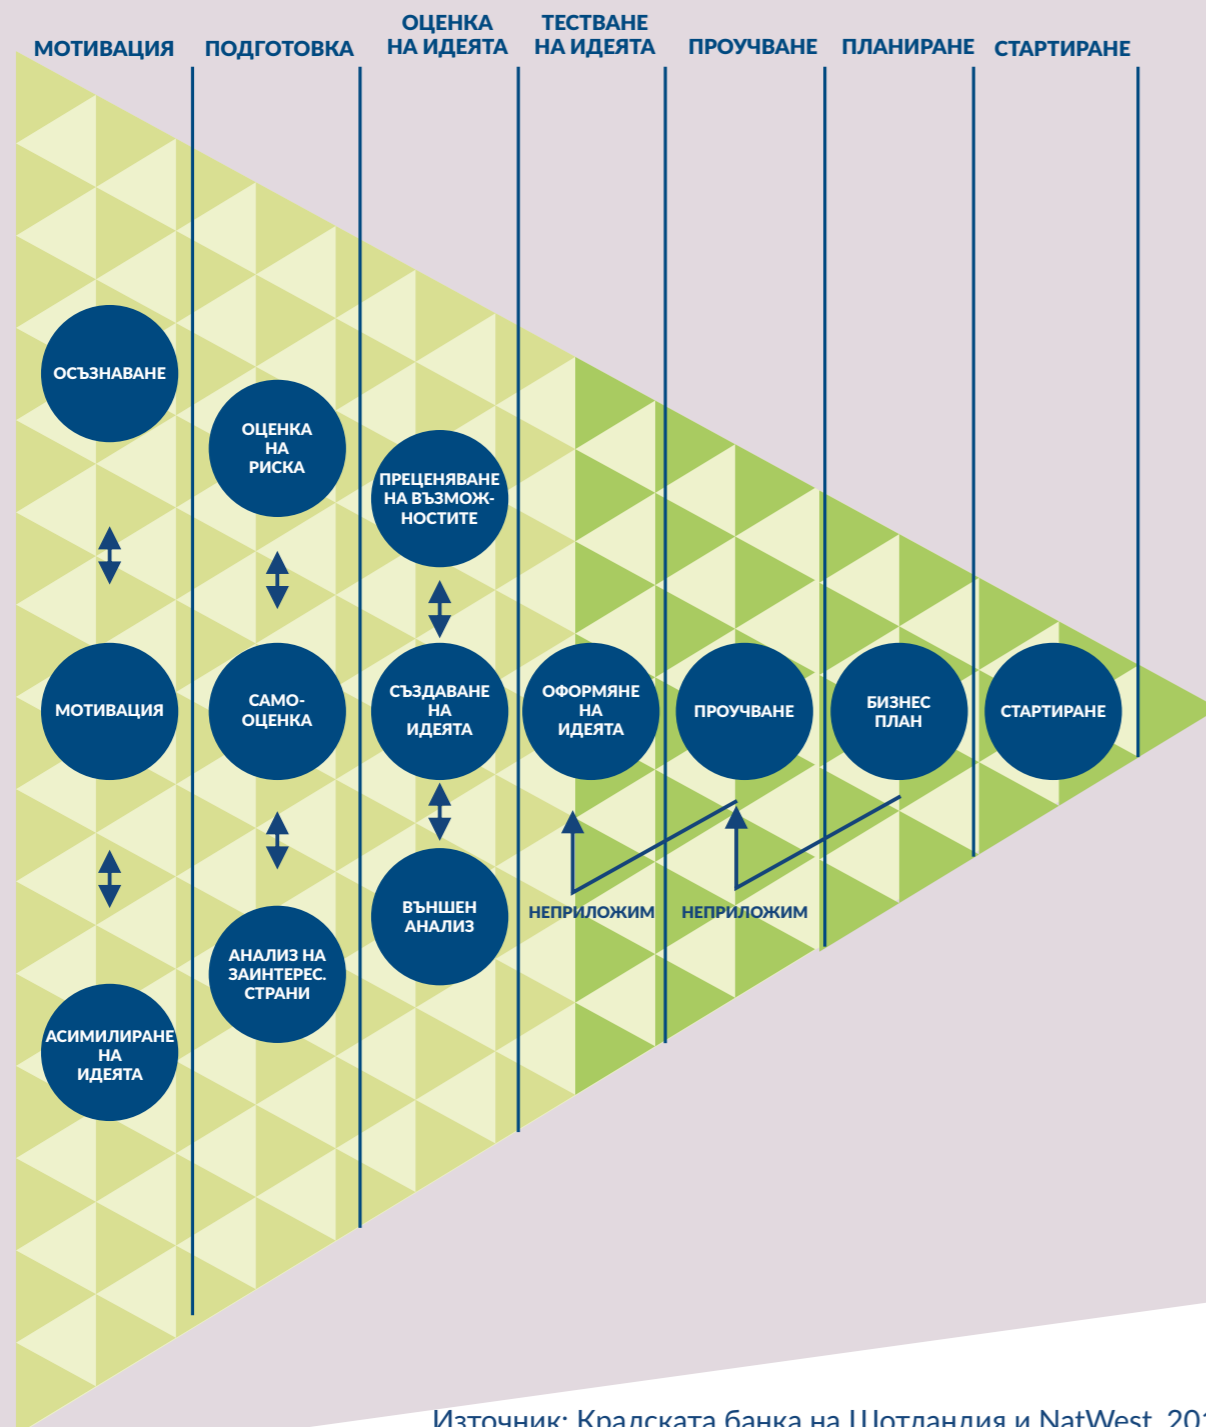 МОТИВАЦИЯ
ПОДГОТОВКА
ОЦЕНКА
НА ИДЕЯТА
ТЕСТВАНЕ
НА ИДЕЯТА
ПРОУЧВАНЕ
ПЛАНИРАНЕ
СТАРТИРАНЕ
ОСЪЗНАВАНЕ
МОТИВАЦИЯ
АСИМИЛИРАНЕ
НА
ИДЕЯТА
ОЦЕНКА
НА
РИСКА
САМО-
ОЦЕНКА
АНАЛИЗ НА
ЗАИНТЕРЕС.
СТРАНИ
ПРЕЦЕНЯВАНЕ
НА ВЪЗМОЖ-
НОСТИТЕ
СЪЗДАВАНЕ
НА
ИДЕЯТА
ВЪНШЕН
АНАЛИЗ
ОФОРМЯНЕ
НА
ИДЕЯТА
НЕПРИЛОЖИМ
ПРОУЧВАНЕ
НЕПРИЛОЖИМ
БИЗНЕС
ПЛАН
СТАРТИРАНЕ
Източник: Кралската банка на Шотландия и NatWest,